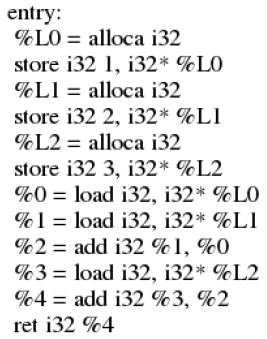 entry:
%L0 = alloca i32
store i32 1, i32* %L0
%L1 = alloca i32
store i32 2, i32* %L1
%L2 = alloca i32
store i32 3, i32* %L2
%0 = load i32, i32* %L0
%1 = load i32, i32* %L1
%2 = add i32 %1, %0
%3 = load i32, i32* %L2
%4 = add i32 %3, %2
ret i32 %4